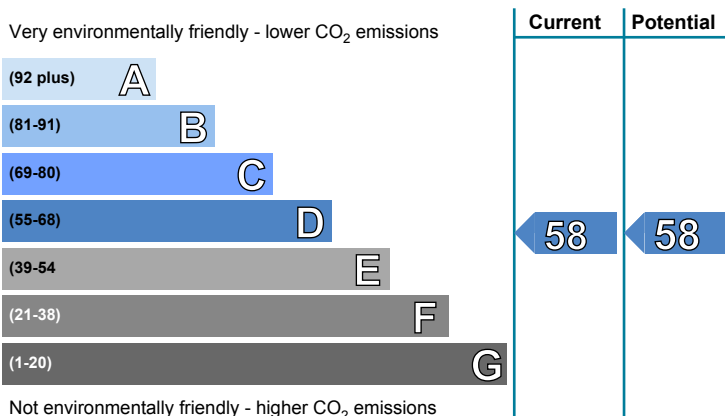 Current Potential
Very environmentally friendly - lower CO2 emissions
(92 plus) A
(81-91) B
(69-80) C
(55-68) D 58 58
(39-54 E
(21-38) F
(1-20) G
Not environmentally friendly - higher CO2 emissions